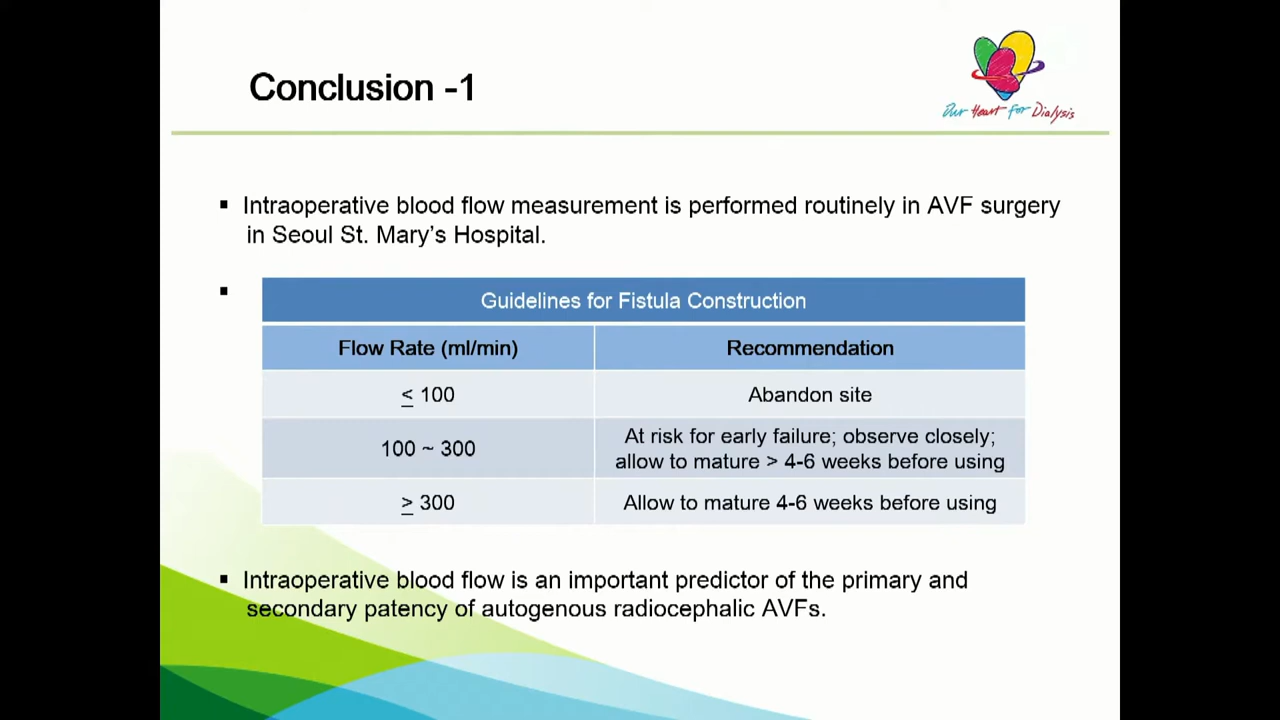 Conclusion -1
Our Heart For Dialysis
▪ Intraoperative blood flow measurement is performed routinely in AVF surgery
in Seoul St. Mary's Hospital.
▪
Guidelines for Fistula Construction
Flow Rate (ml/min) Recommendation
≤ 100 Abandon site
100 ~ 300 At risk for early failure; observe closely;
allow to mature > 4-6 weeks before using
≥ 300 Allow to mature 4-6 weeks before using
▪ Intraoperative blood flow is an important predictor of the primary and
secondary patency of autogenous radiocephalic AVFs.